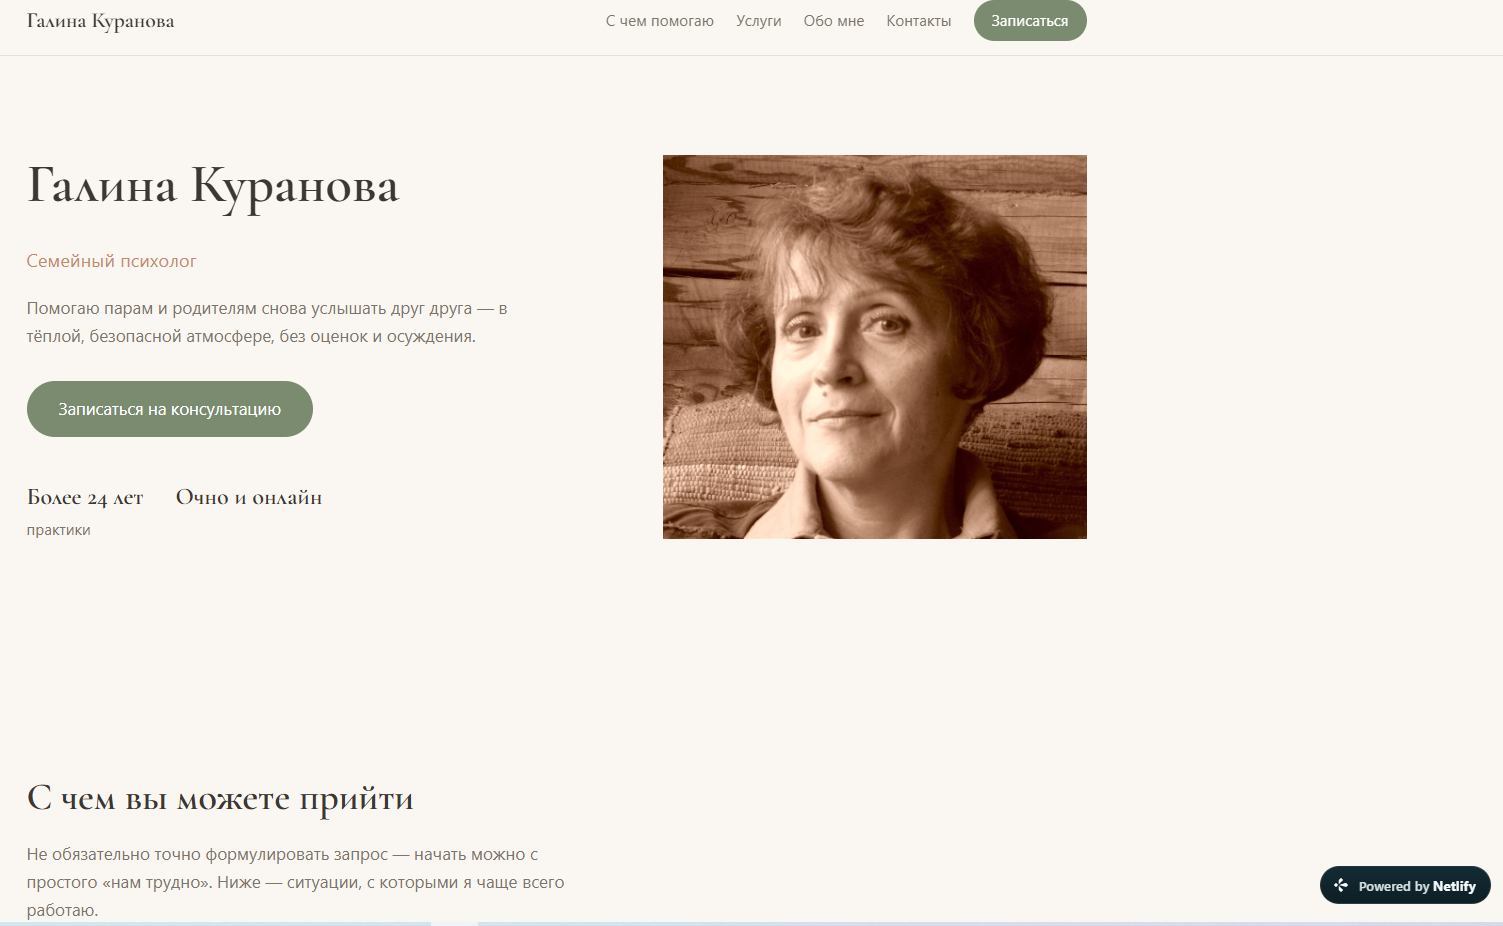 Галина Куранова
С чем помогаю
Услуги
Обо мне
Контакты
Записаться
Галина Куранова
Семейный психолог
Помогаю парам и родителям снова услышать друг друга — в
тёплой, безопасной атмосфере, без оценок и осуждения.
Записаться на консультацию
Более 24 лет
практики
Очно и онлайн
С чем вы можете прийти
Не обязательно точно формулировать запрос — начать можно с
простого «нам трудно». Ниже — ситуации, с которыми я чаще всего
работаю.
Powered by Netlify